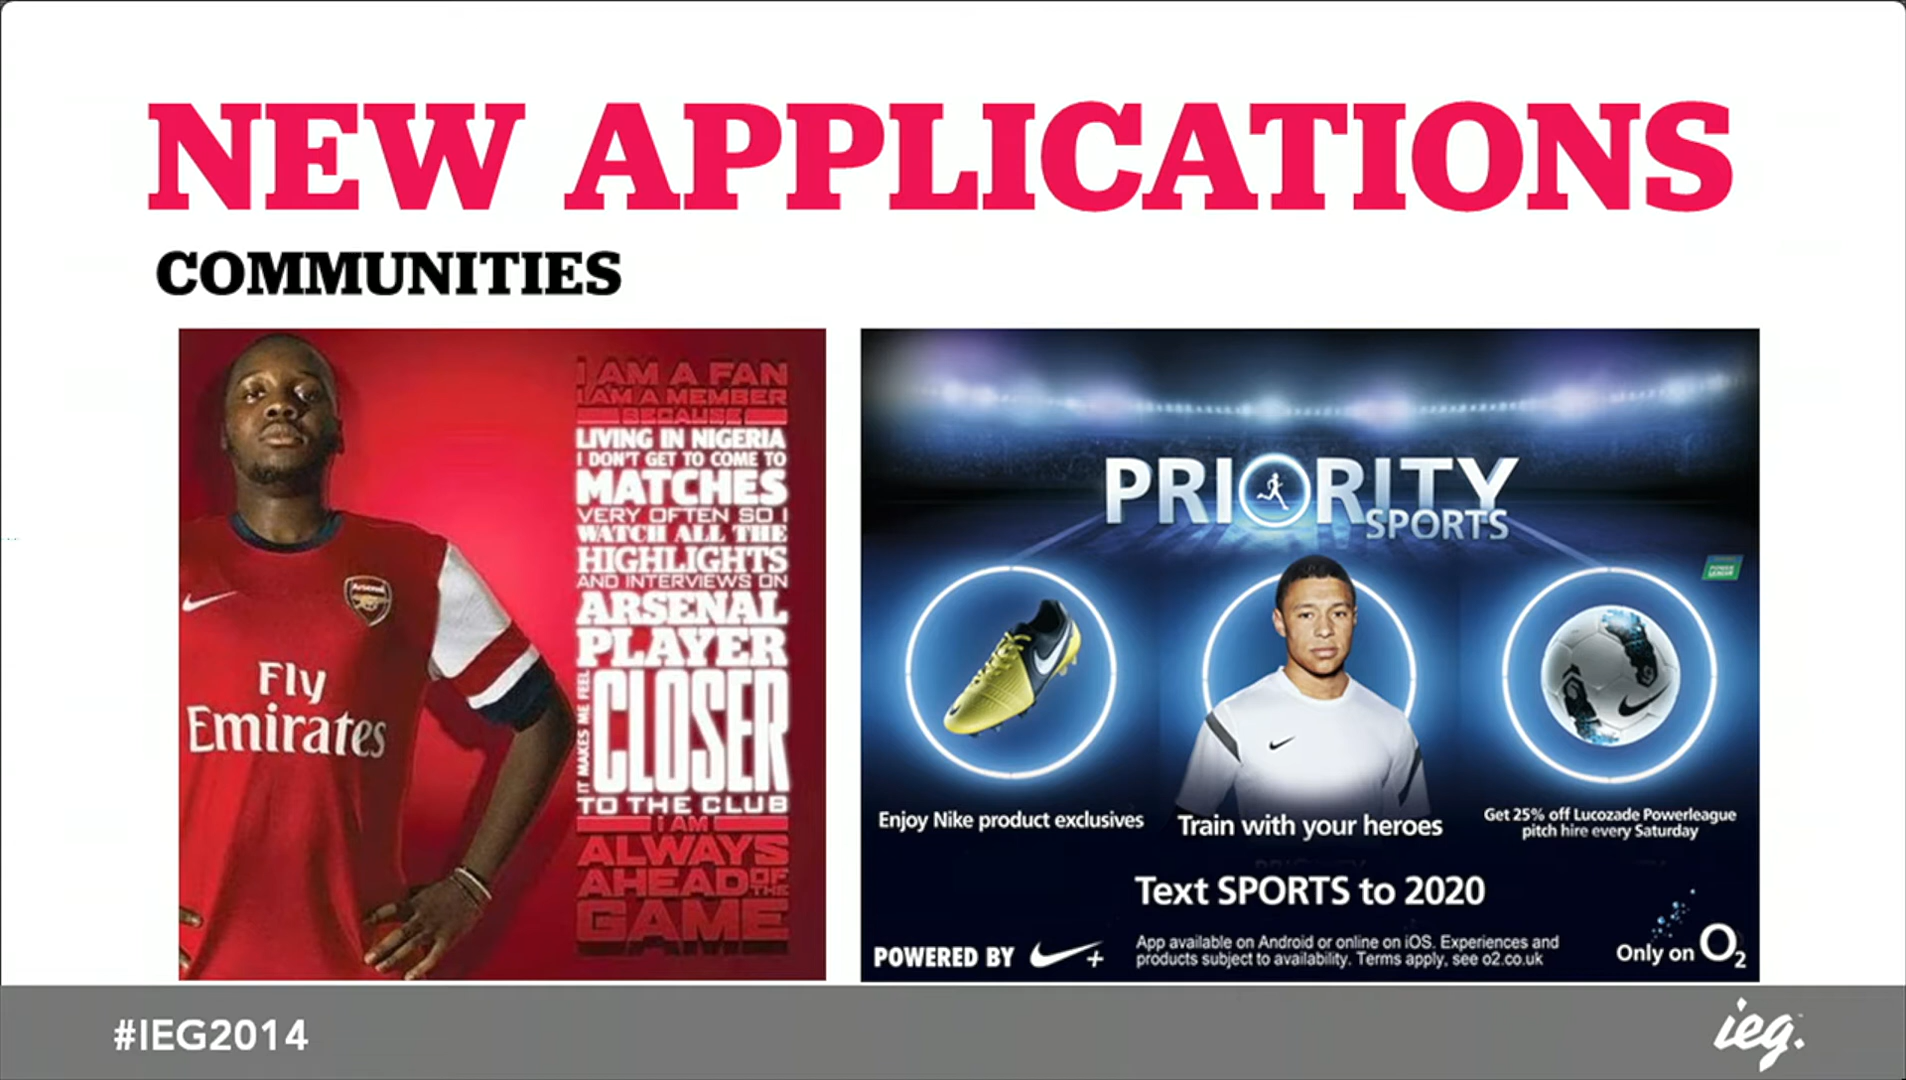 NEW APPLICATIONS
COMMUNITIES
I AM A FAN
I AM A MEMBER
BECAUSE
LIVING IN NIGERIA
I DON'T GET TO COME TO
MATCHES
VERY OFTEN SO I
WATCH ALL THE
HIGHLIGHTS
AND INTERVIEWS ON
ARSENAL
PLAYER
IT MAKES ME FEEL
CLOSER
TO THE CLUB
I AM
ALWAYS
AHEAD OF THE
GAME
Arsenal
Fly
Emirates
PRIORITY
SPORTS
POWER
LEAGUE
Enjoy Nike product exclusives
Train with your heroes
Get 25% off Lucozade Powerleague
pitch hire every Saturday
Text SPORTS to 2020
POWERED BY +
App available on Android or online on iOS. Experiences and
products subject to availability. Terms apply, see o2.co.uk
Only on O2
#IEG2014
ieg.